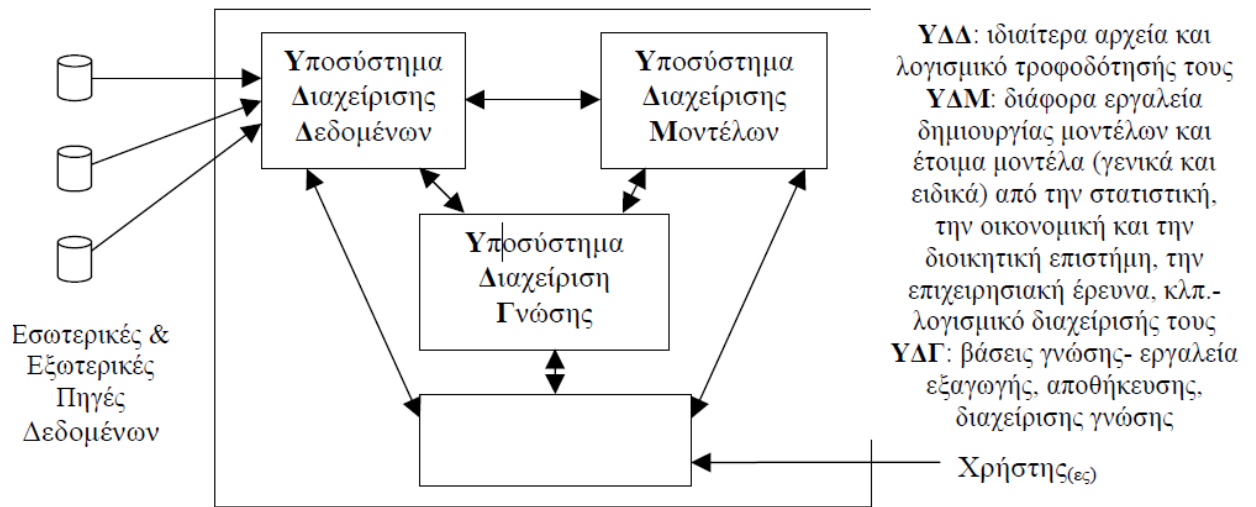 Υποσύστημα
Διαχείρισης
Δεδομένων
Υποσύστημα
Διαχείρισης
Μοντέλων
Υποσύστημα
Διαχείριση
Γνώσης
Εσωτερικές &
Εξωτερικές
Πηγές
Δεδομένων
ΥΔΔ: ιδιαίτερα αρχεία και
λογισμικό τροφοδότησής τους
ΥΔΜ: διάφορα εργαλεία
δημιουργίας μοντέλων και
έτοιμα μοντέλα (γενικά και
ειδικά) από την στατιστική,
την οικονομική και την
διοικητική επιστήμη, την
επιχειρησιακή έρευνα, κλπ.-
λογισμικό διαχείρισής τους
ΥΔΓ: βάσεις γνώσης- εργαλεία
εξαγωγής, αποθήκευσης,
διαχείρισης γνώσης
Χρήστης(ες)